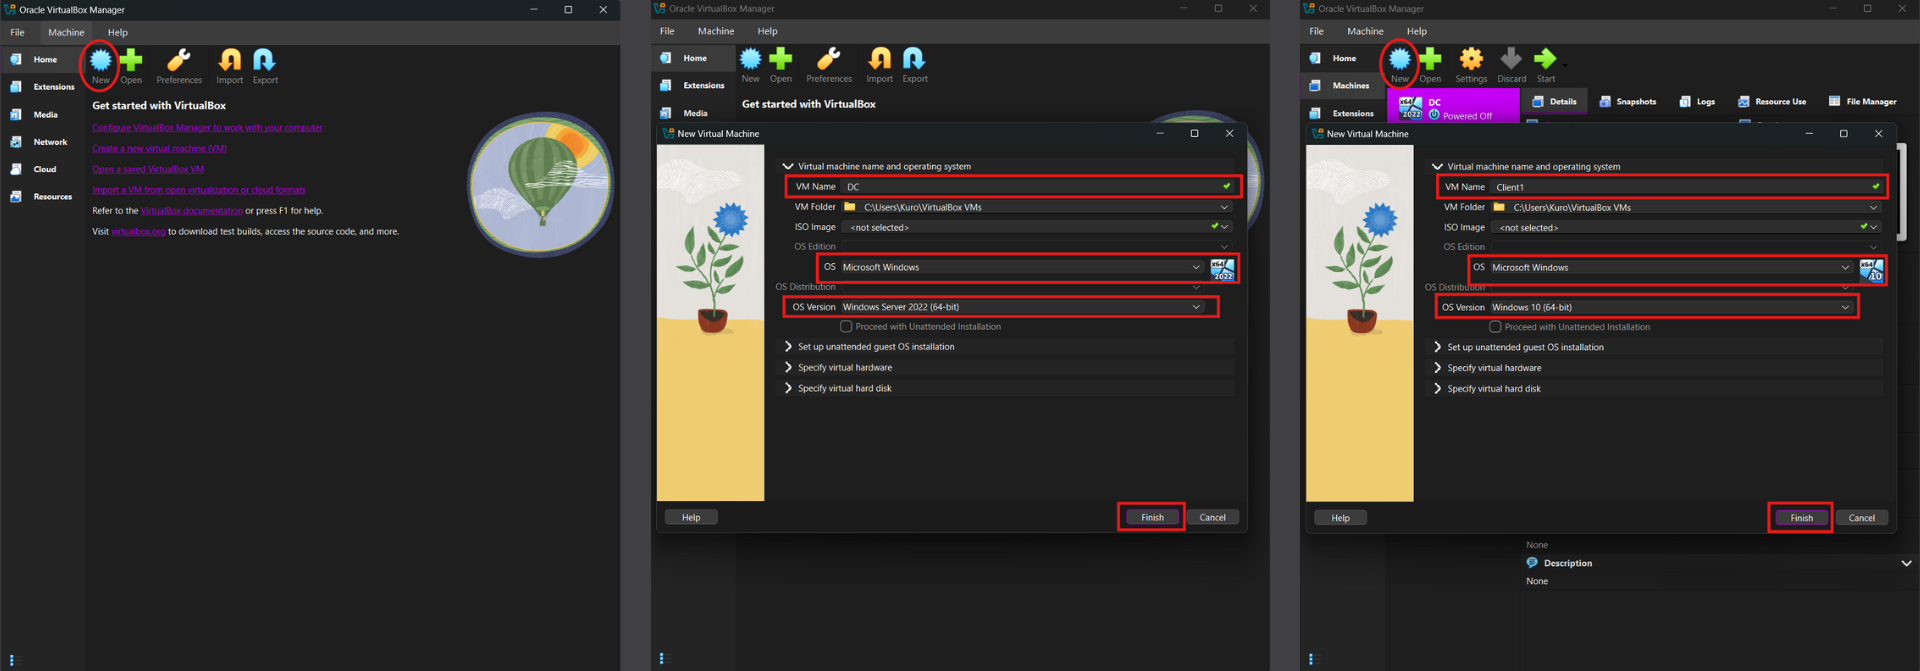 Oracle VirtualBox Manager
File Machine Help
Home
Extensions
Media
Network
Cloud
Resources
New Open Preferences Import Export
Get started with VirtualBox
Configure VirtualBox Manager to work with your computer
Create a new virtual machine (VM)
Open a saved VirtualBox VM
Import a VM from open virtualization or cloud formats
Refer to the VirtualBox documentation or press F1 for help.
Visit virtualbox.org to download test builds, access the source code, and more.
Oracle VirtualBox Manager
File Machine Help
Home
Extensions
Media
New Open Preferences Import Export
Get started with VirtualBox
New Virtual Machine
Virtual machine name and operating system
VM Name DC
VM Folder C:\Users\Kuro\VirtualBox VMs
ISO Image <not selected>
OS Edition
OS Microsoft Windows
x64 2022
OS Distribution
OS Version Windows Server 2022 (64-bit)
Proceed with Unattended Installation
Set up unattended guest OS installation
Specify virtual hardware
Specify virtual hard disk
Help Finish Cancel
Oracle VirtualBox Manager
File Machine Help
Home
Machines
Extensions
New Open Settings Discard Start
x64 2022
DC
Powered Off
Details Snapshots Logs Resource Use File Manager
New Virtual Machine
Virtual machine name and operating system
VM Name Client1
VM Folder C:\Users\Kuro\VirtualBox VMs
ISO Image <not selected>
OS Edition
OS Microsoft Windows
x64 10
OS Distribution
OS Version Windows 10 (64-bit)
Proceed with Unattended Installation
Set up unattended guest OS installation
Specify virtual hardware
Specify virtual hard disk
Help Finish Cancel
None
Description
None